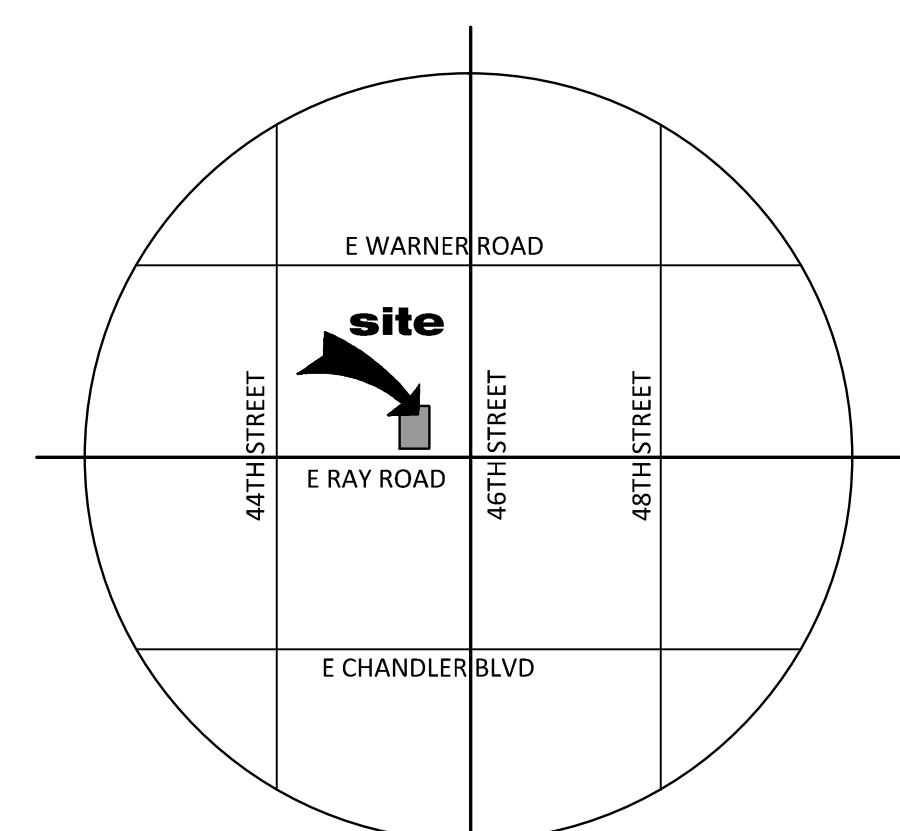 E WARNER ROAD
site
44TH STREET
46TH STREET
48TH STREET
E RAY ROAD
E CHANDLER BLVD